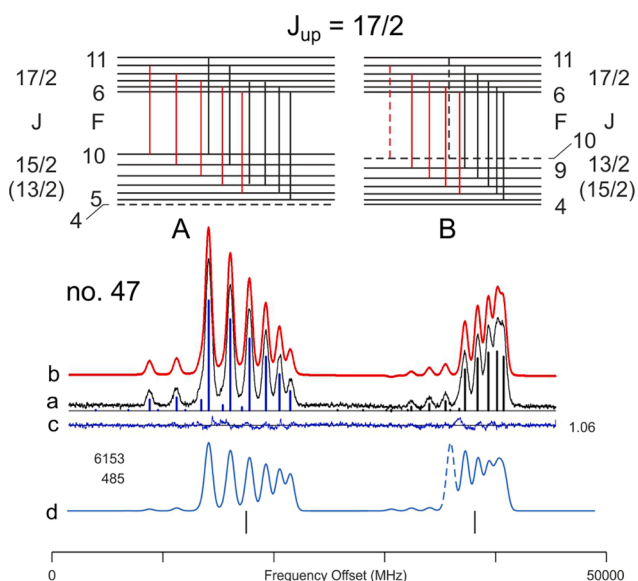 J_up = 17/2
11 11
17/2 17/2
6 6
J F F J
10
10
15/2 9 13/2
(13/2) (15/2)
5 4
4
A B
no. 47
b
a
c 1.06
6153
485
d
0 Frequency Offset (MHz) 50000